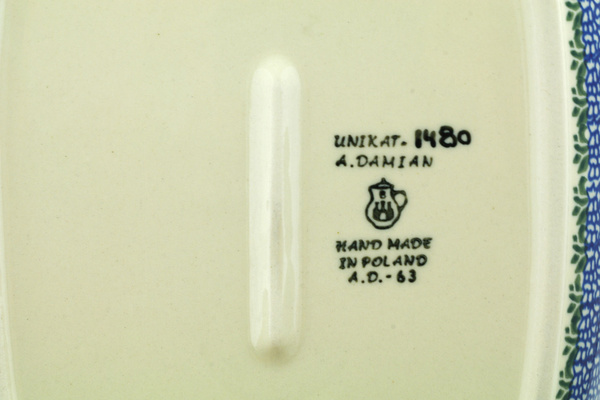 UNIKAT- 1480
A. DAMIAN
B
HAND MADE
IN POLAND
A.D.-63